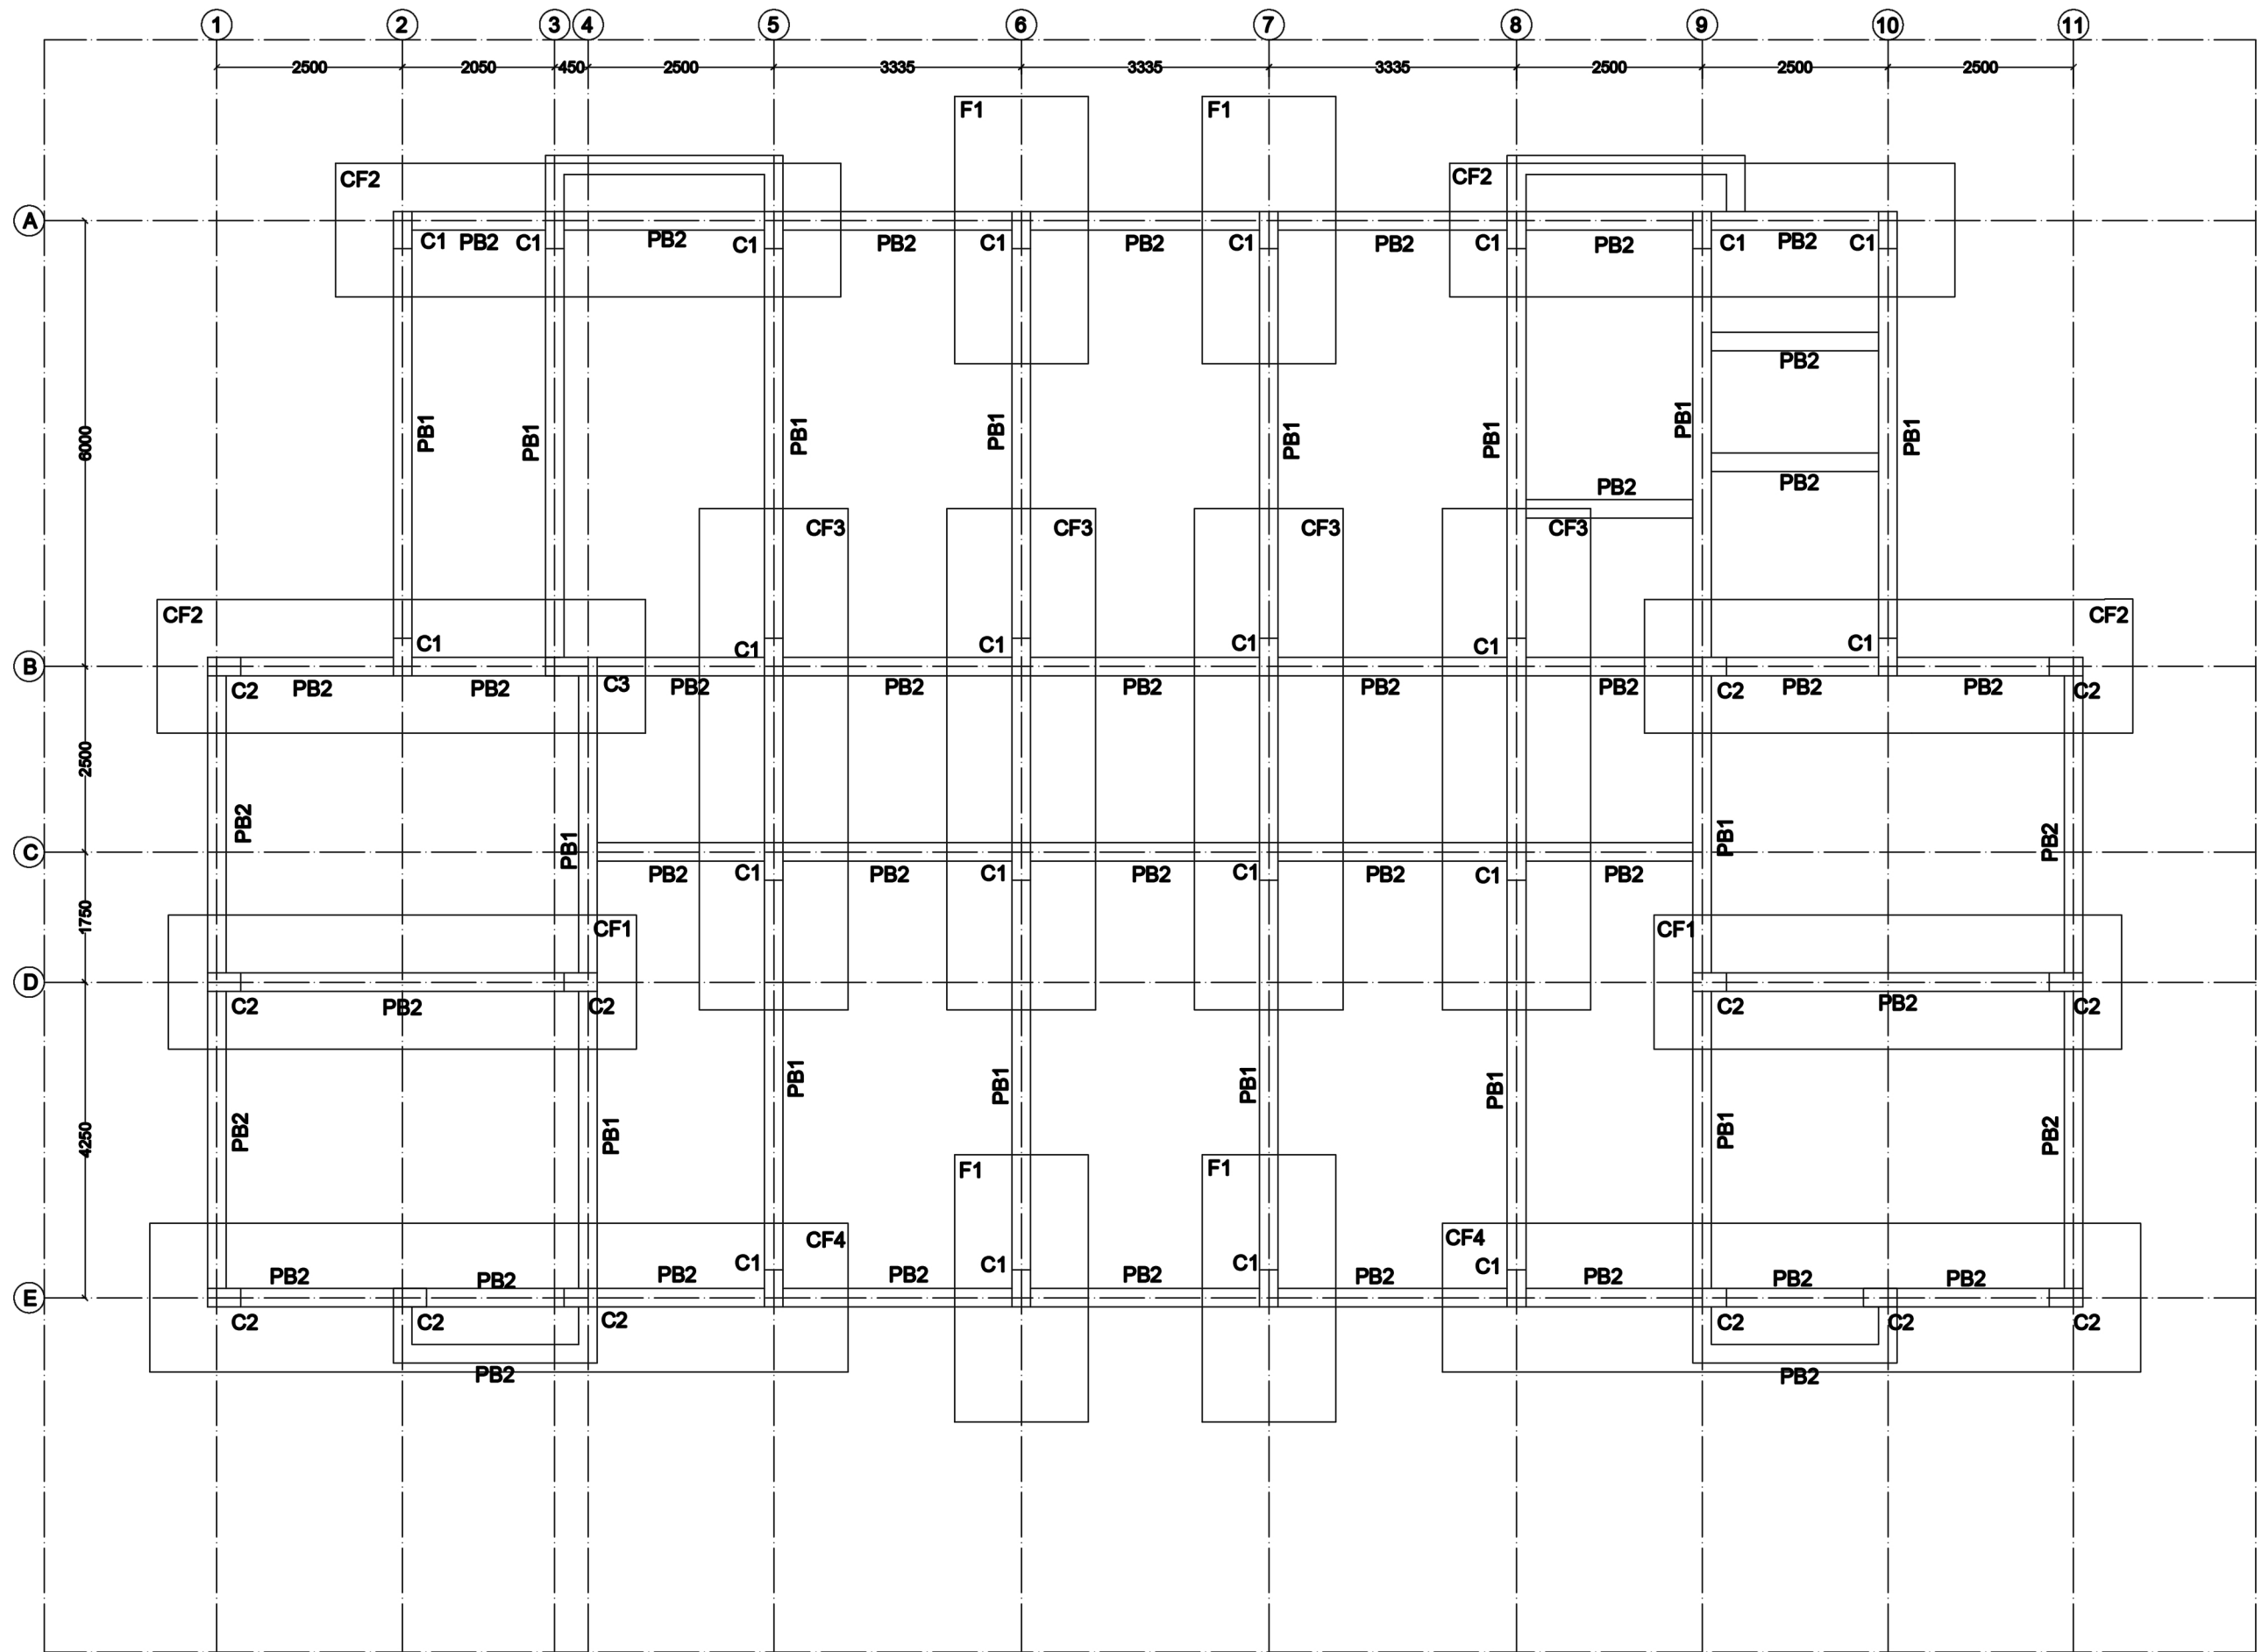 1 2 3 4 5 6 7 8 9 10 11
2500 2050 450 2500 3335 3335 3335 2500 2500 2500
F1 F1
CF2 CF2
A
C1 PB2 C1 PB2 C1 PB2 C1 PB2 C1 PB2 C1 PB2 C1 PB2 C1
PB2
6000
PB1 PB1 PB1 PB1 PB1 PB1 PB1 PB1
PB2
PB2
CF3 CF3 CF3 CF3
CF2 CF2
C1 C1 C1 C1 C1 C1
B
C2 PB2 PB2 C3 PB2 PB2 PB2 PB2 PB2 C2 PB2 PB2 C2
2500
PB2 PB1 PB1 PB2
C
PB2 C1 PB2 C1 PB2 C1 PB2 C1 PB2
1750
CF1 CF1
D
C2 PB2 C2 C2 PB2 C2
PB1 PB1 PB1 PB1
4250
PB2 PB1 PB1 PB2
F1 F1
CF4 CF4
C1 C1 C1 C1
PB2 PB2 PB2 PB2 PB2 PB2 PB2 PB2 PB2
E
C2 C2 C2 C2 C2 C2
PB2 PB2